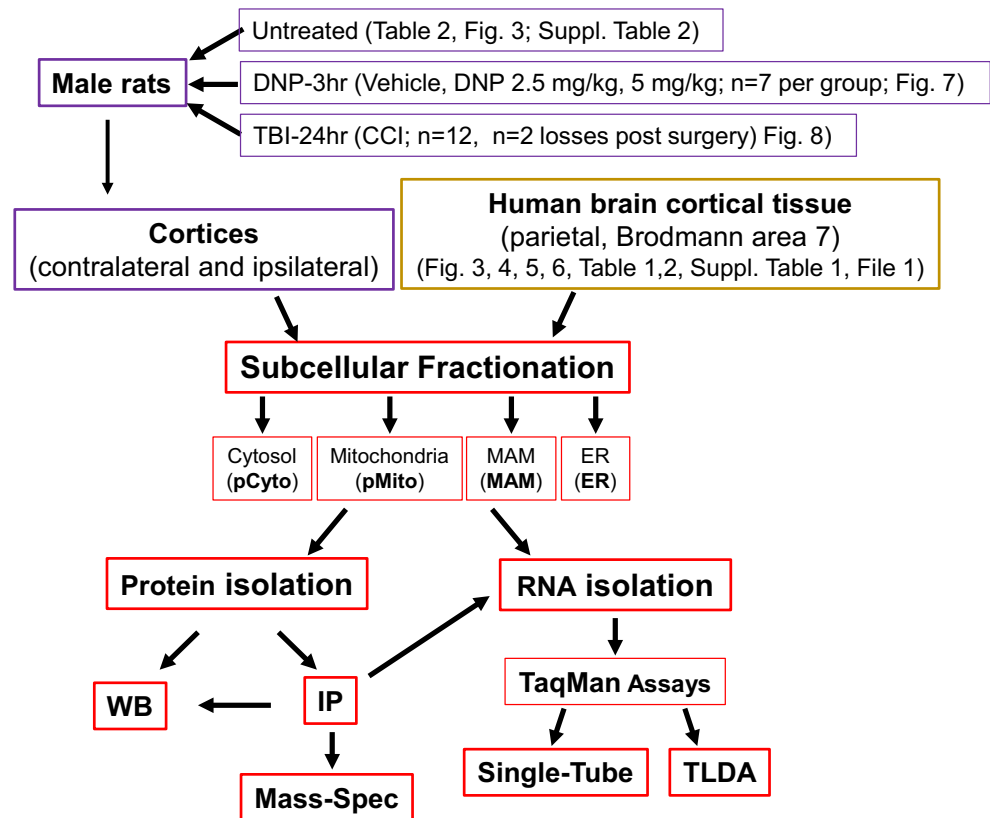 Untreated (Table 2, Fig. 3; Suppl. Table 2)
Male rats
DNP-3hr (Vehicle, DNP 2.5 mg/kg, 5 mg/kg; n=7 per group; Fig. 7)
TBI-24hr (CCI; n=12, n=2 losses post surgery) Fig. 8)
Cortices
(contralateral and ipsilateral)
Human brain cortical tissue
(parietal, Brodmann area 7)
(Fig. 3, 4, 5, 6, Table 1,2, Suppl. Table 1, File 1)
Subcellular Fractionation
Cytosol
(pCyto)
Mitochondria
(pMito)
MAM
(MAM)
ER
(ER)
Protein isolation
RNA isolation
WB
IP
TaqMan Assays
Mass-Spec
Single-Tube
TLDA